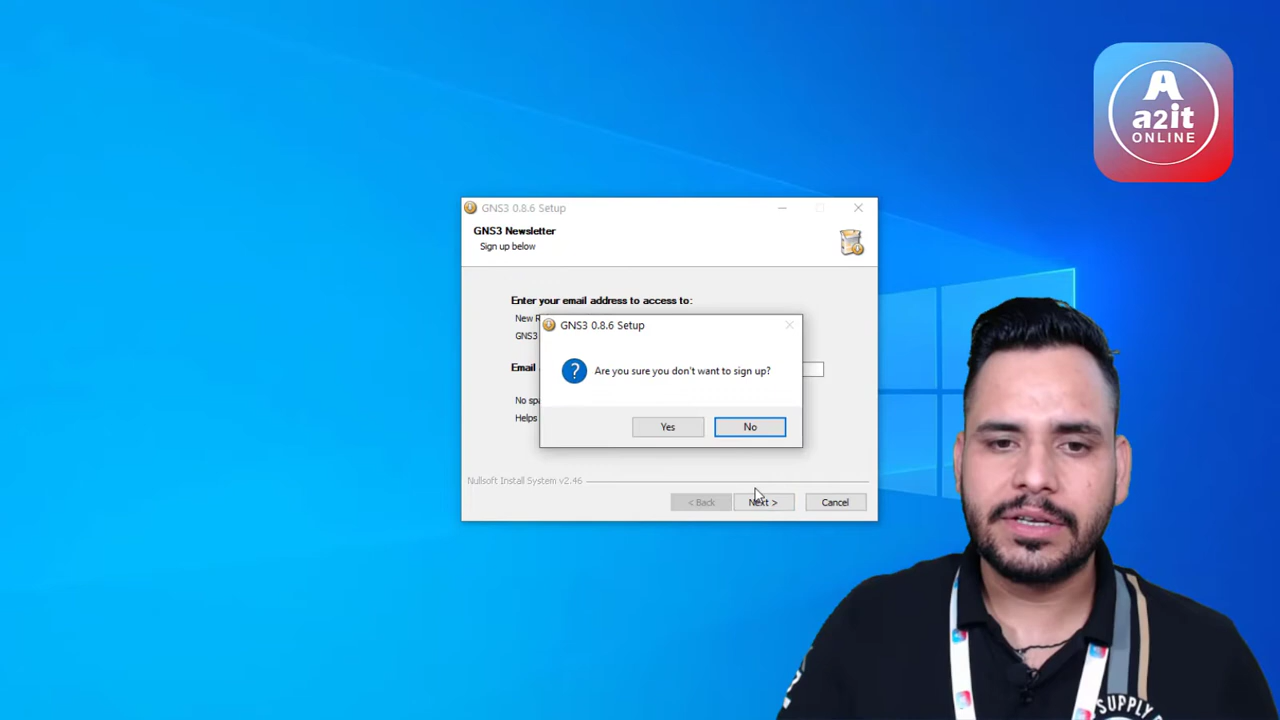 A
a2it
ONLINE
GNS3 0.8.6 Setup
GNS3 Newsletter
Sign up below
Enter your email address to access to:
New R
GNS3
Email
No spa
Helps
GNS3 0.8.6 Setup
?
Are you sure you don't want to sign up?
Yes
No
Nullsoft Install System v2.46
< Back
Next >
Cancel
SUPPLY